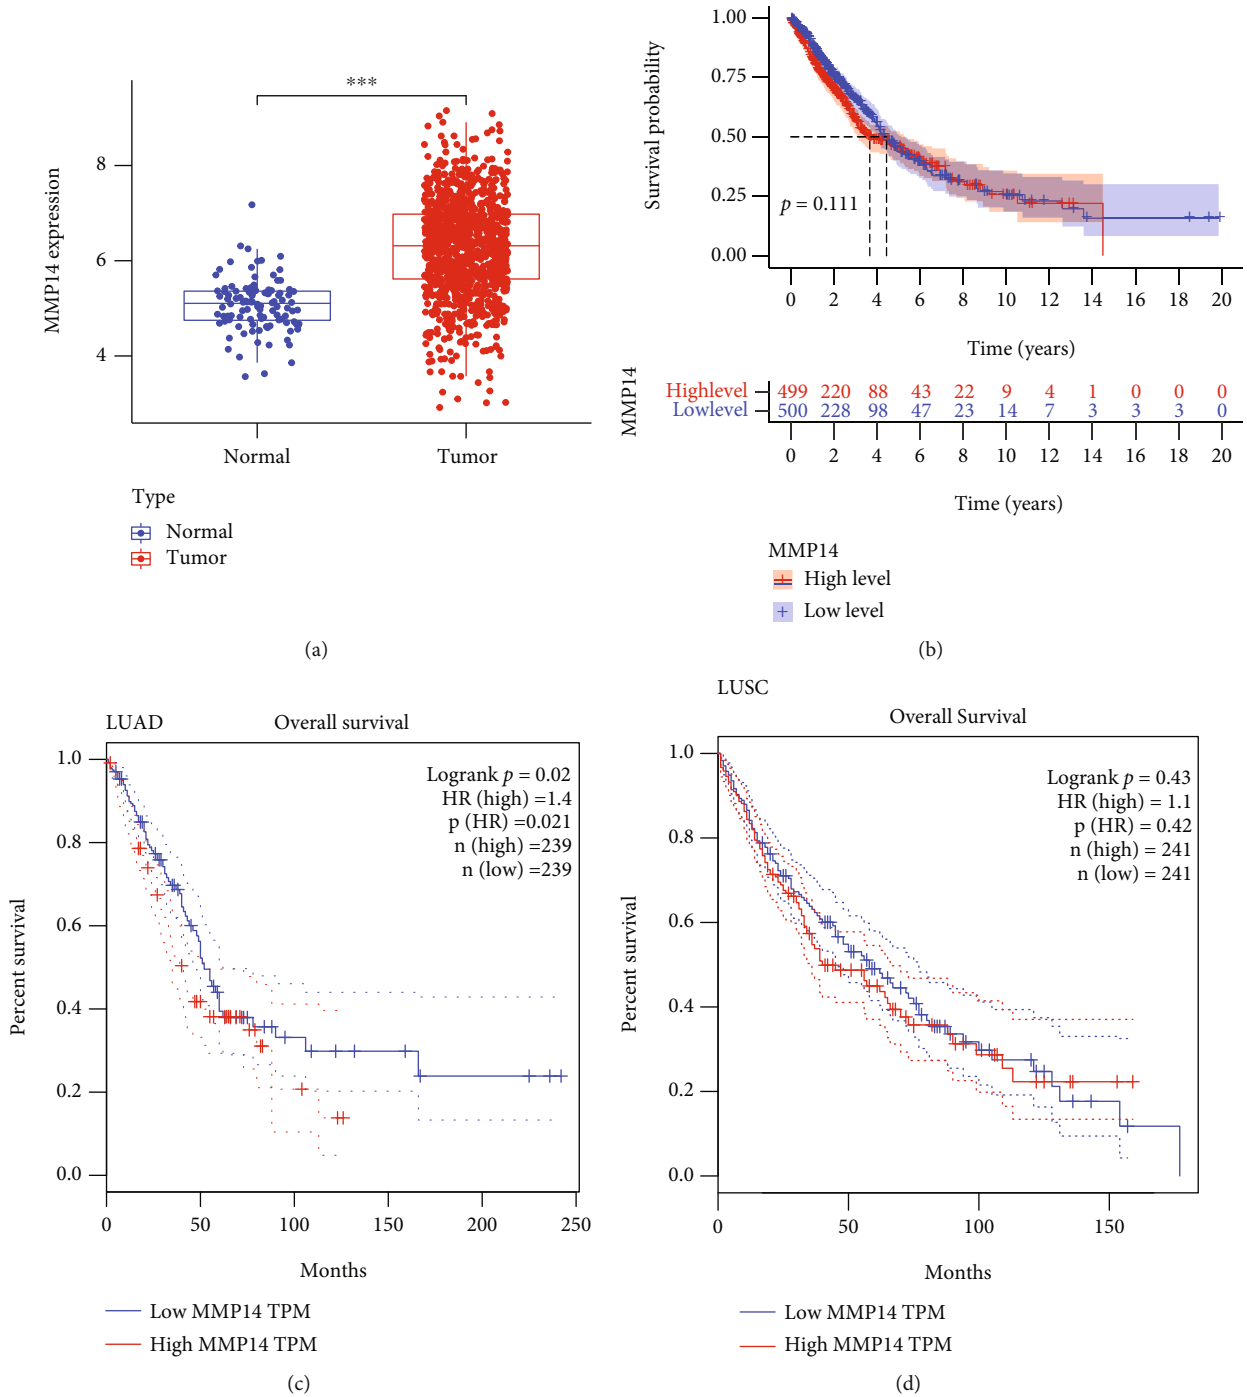 ***
MMP14 expression
8
6
4
Normal
Tumor
Type
Normal
Tumor
(a)
Survival probability
1.00
0.75
0.50
0.25
0.00
p = 0.111
0 2 4 6 8 10 12 14 16 18 20
Time (years)
MMP14
Highlevel 499 220 88 43 22 9 4 1 0 0 0
Lowlevel 500 228 98 47 23 14 7 3 3 3 0
0 2 4 6 8 10 12 14 16 18 20
Time (years)
MMP14
High level
Low level
(b)
LUAD
Overall survival
Percent survival
1.0
0.8
0.6
0.4
0.2
0.0
Logrank p = 0.02
HR (high) =1.4
p (HR) =0.021
n (high) =239
n (low) =239
0 50 100 150 200 250
Months
Low MMP14 TPM
High MMP14 TPM
(c)
LUSC
Overall Survival
Percent survival
1.0
0.8
0.6
0.4
0.2
0.0
Logrank p = 0.43
HR (high) = 1.1
p (HR) = 0.42
n (high) = 241
n (low) = 241
0 50 100 150
Months
Low MMP14 TPM
High MMP14 TPM
(d)